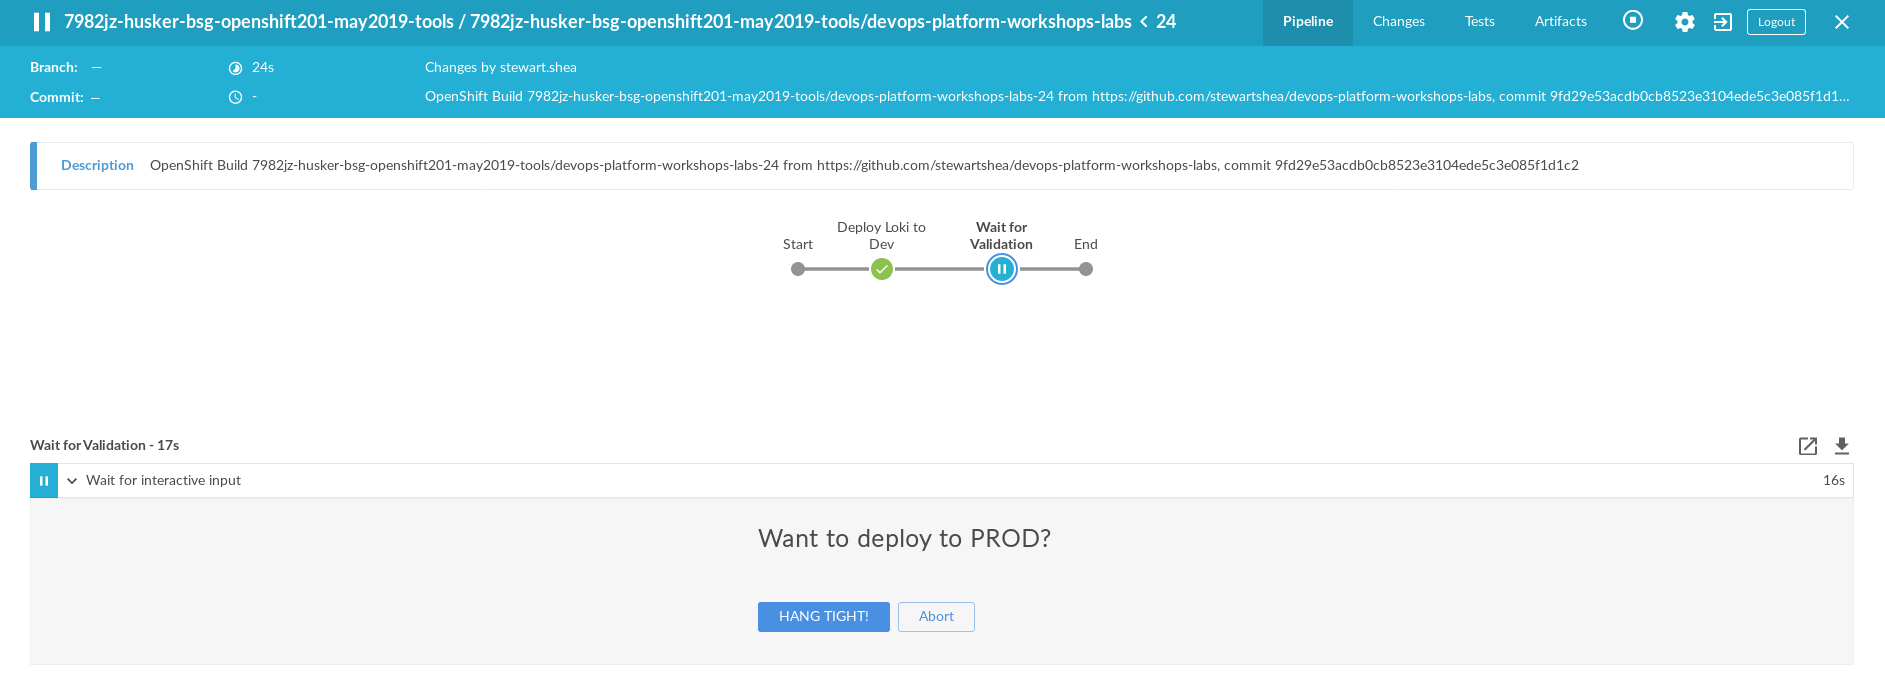 7982jz-husker-bsg-openshift201-may2019-tools / 7982jz-husker-bsg-openshift201-may2019-tools/devops-platform-workshops-labs < 24
Pipeline Changes Tests Artifacts Logout
Branch: — 24s Changes by stewart.shea
Commit: — - OpenShift Build 7982jz-husker-bsg-openshift201-may2019-tools/devops-platform-workshops-labs-24 from https://github.com/stewartshea/devops-platform-workshops-labs, commit 9fd29e53acdb0cb8523e3104ede5c3e085f1d1...
Description OpenShift Build 7982jz-husker-bsg-openshift201-may2019-tools/devops-platform-workshops-labs-24 from https://github.com/stewartshea/devops-platform-workshops-labs, commit 9fd29e53acdb0cb8523e3104ede5c3e085f1d1c2
Start
Deploy Loki to
Dev
Wait for
Validation
End
Wait for Validation - 17s
Wait for interactive input 16s
Want to deploy to PROD?
HANG TIGHT! Abort